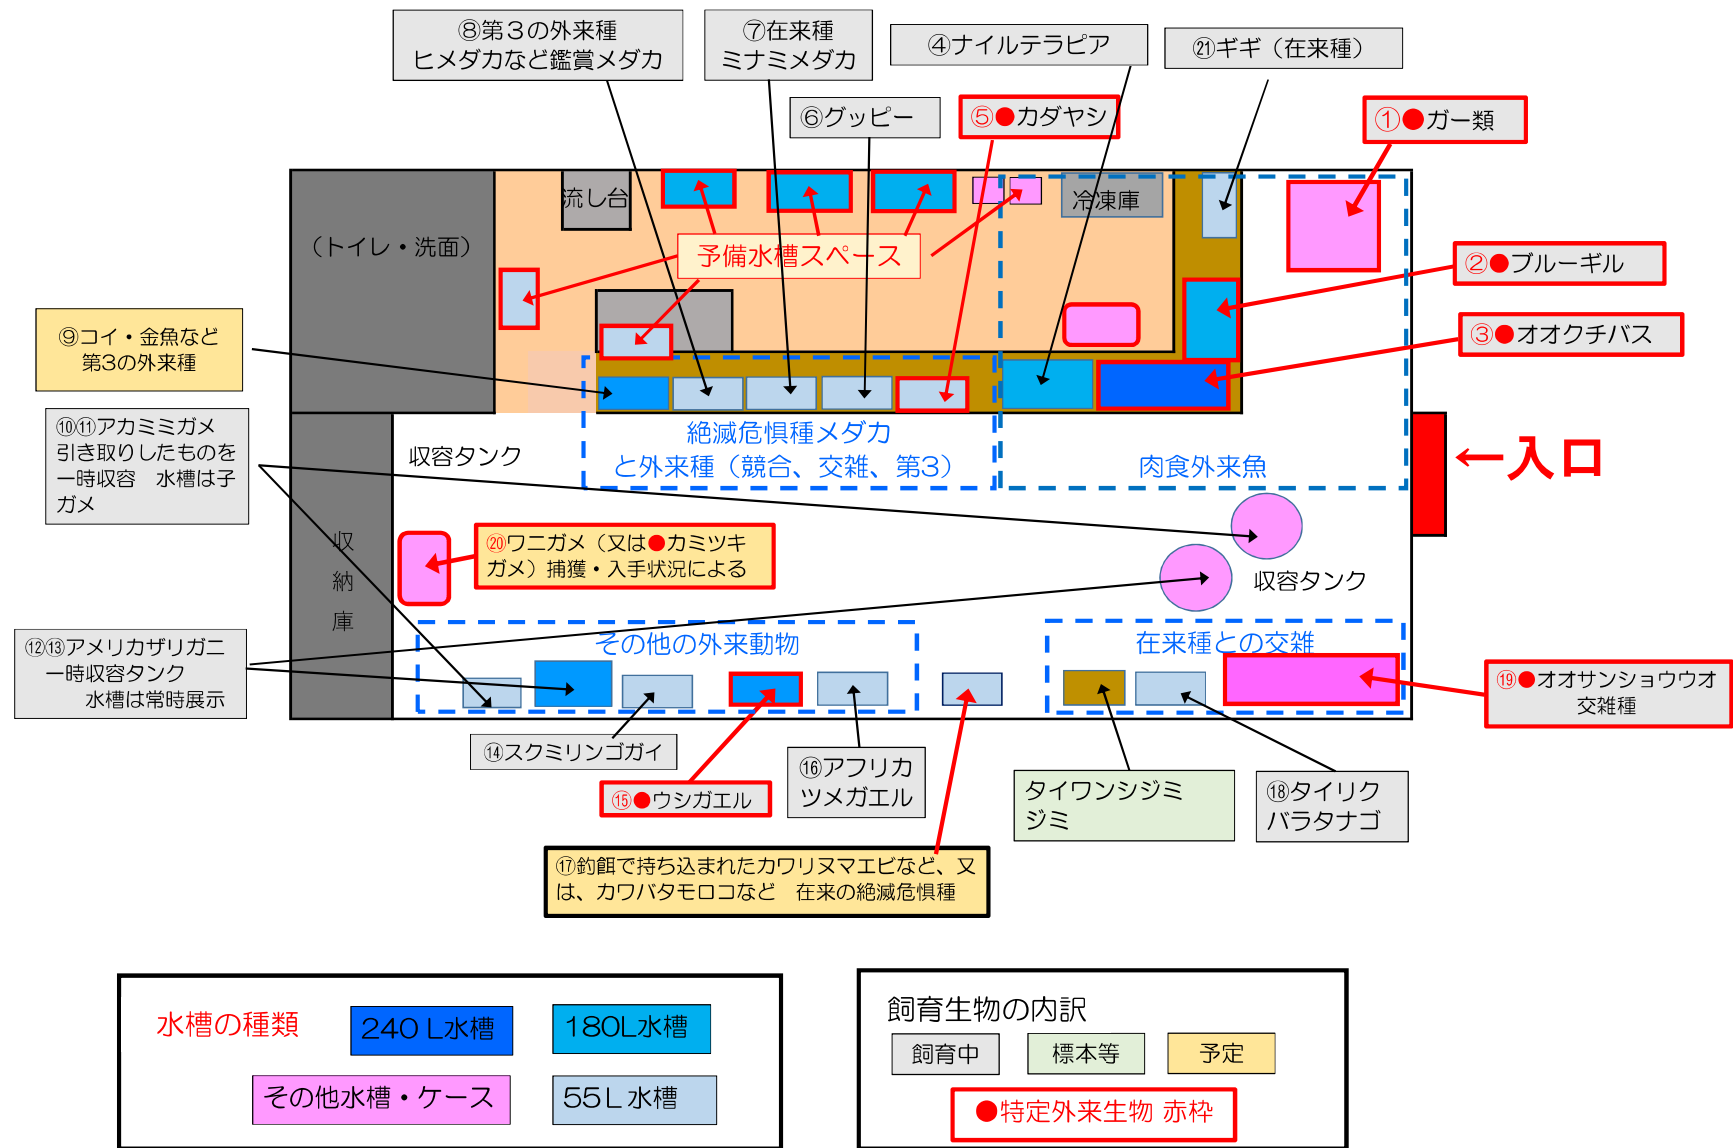 ⑧第3の外来種
ヒメダカなど鑑賞メダカ
⑦在来種
ミナミメダカ
④ナイルテラピア
㉑ギギ（在来種）
⑥グッピー
⑤●カダヤシ
①●ガー類
流し台
冷凍庫
（トイレ・洗面）
予備水槽スペース
②●ブルーギル
③●オオクチバス
⑨コイ・金魚など
第3の外来種
⑩⑪アカミミガメ
引き取りしたものを
一時収容　水槽は子
ガメ
収容タンク
絶滅危惧種メダカ
と外来種（競合、交雑、第3）
肉食外来魚
←入口
収
納
庫
⑳ワニガメ（又は●カミツキ
ガメ）捕獲・入手状況による
収容タンク
⑫⑬アメリカザリガニ
一時収容タンク
水槽は常時展示
その他の外来動物
在来種との交雑
⑲●オオサンショウウオ
交雑種
⑭スクミリンゴガイ
⑮●ウシガエル
⑯アフリカ
ツメガエル
タイワンシジミ
ジミ
⑱タイリク
バラタナゴ
⑰釣餌で持ち込まれたカワリヌマエビなど、又
は、カワバタモロコなど　在来の絶滅危惧種
水槽の種類
240 L水槽
180L水槽
その他水槽・ケース
55L水槽
飼育生物の内訳
飼育中
標本等
予定
●特定外来生物 赤枠